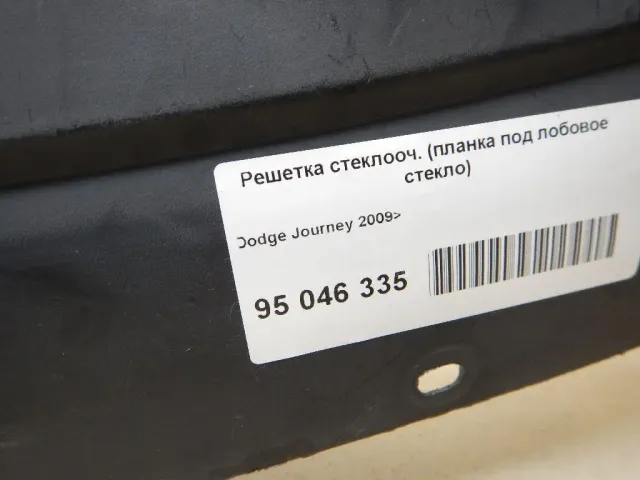 Решетка стеклооч. (планка под лобовое
стекло)
Dodge Journey 2009>
95 046 335